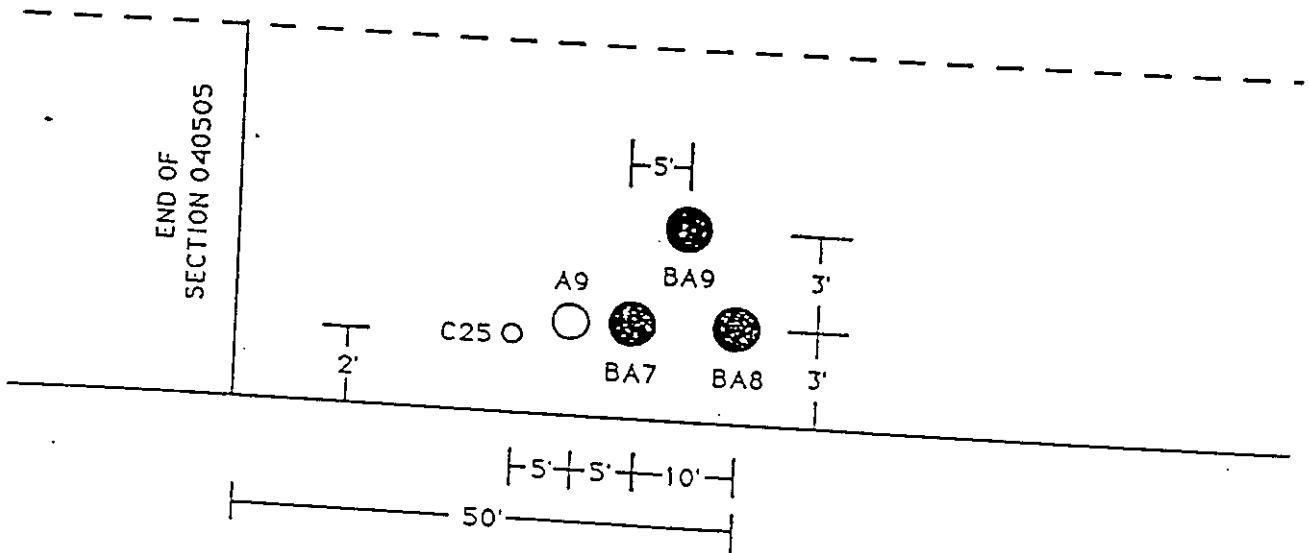 END OF
SECTION 040505
5'
BA9
3'
A9
C25
BA7
BA8
2'
3'
5'
5'
10'
50'